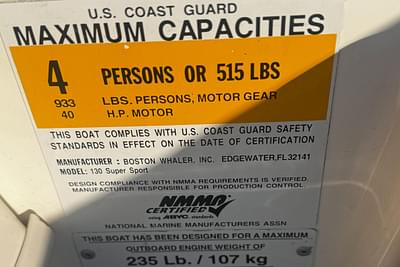 U.S. COAST GUARD
MAXIMUM CAPACITIES
4 PERSONS OR 515 LBS
933 LBS. PERSONS, MOTOR GEAR
40 H.P. MOTOR
THIS BOAT COMPLIES WITH U.S. COAST GUARD SAFETY
STANDARDS IN EFFECT ON THE DATE OF CERTIFICATION
MANUFACTURER : BOSTON WHALER, INC. EDGEWATER,FL32141
MODEL: 130 Super Sport
DESIGN COMPLIANCE WITH NMMA REQUIREMENTS IS VERIFIED.
MANUFACTURER RESPONSIBLE FOR PRODUCTION CONTROL
NMMA
CERTIFIED
using ABYC standards
NATIONAL MARINE MANUFACTURERS ASSN
THIS BOAT HAS BEEN DESIGNED FOR A MAXIMUM
OUTBOARD ENGINE WEIGHT OF
235 Lb. / 107 kg